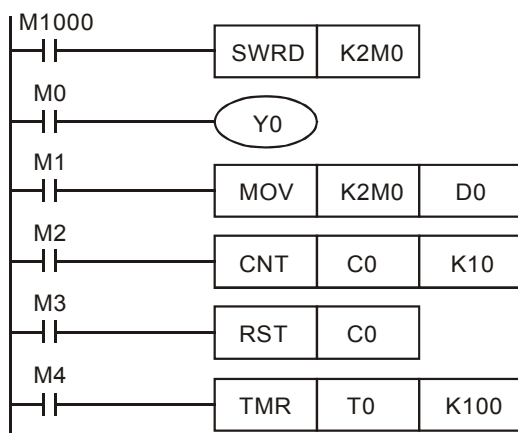 M1000
SWRD K2M0
M0
Y0
M1
MOV K2M0 D0
M2
CNT C0 K10
M3
RST C0
M4
TMR T0 K100